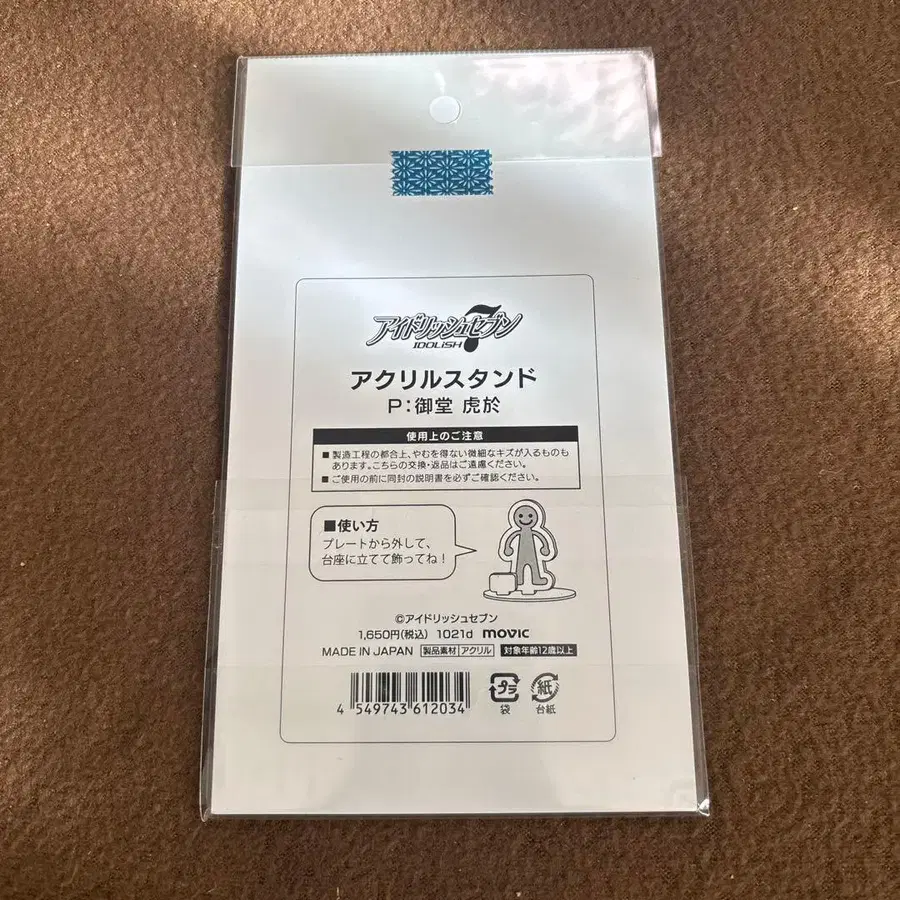 アイドリッシュセブン
7
IDOLiSH
アクリルスタンド
P：御堂 虎於
使用上のご注意
■ 製造工程の都合上、やむを得ない微細なキズが入るものも
あります。こちらの交換・返品はご遠慮ください。
■ ご使用の前に同封の説明書を必ずご確認ください。
■使い方
プレートから外して、
台座に立てて飾ってね！
©アイドリッシュセブン
1,650円(税込) 1021d movic
MADE IN JAPAN 製品素材 アクリル 対象年齢12歳以上
4 549743 612034
プラ 紙
袋 台紙